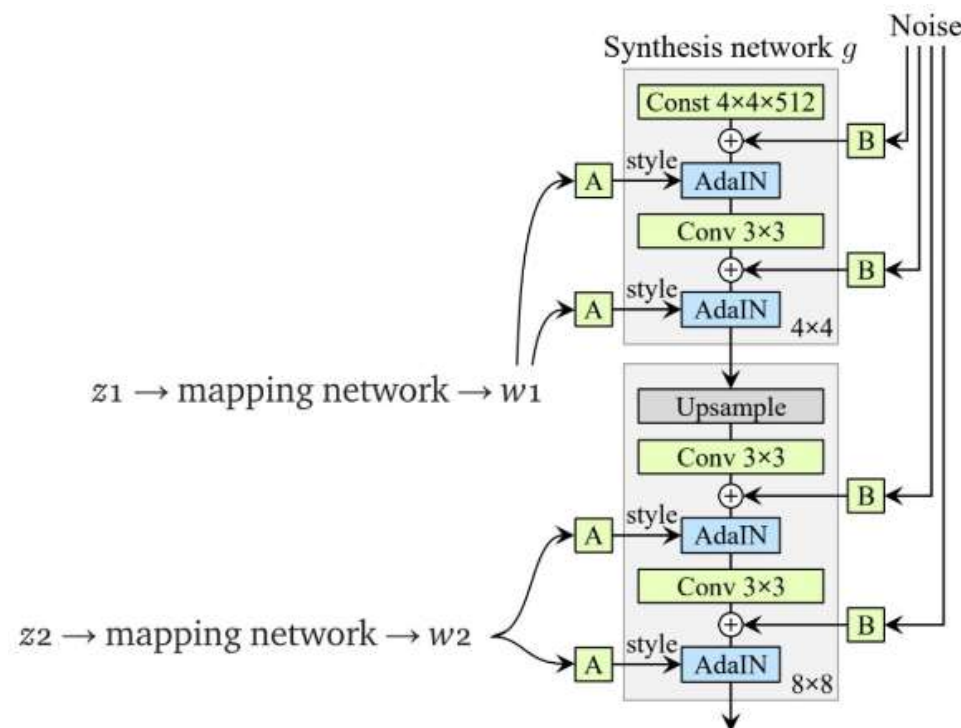 Noise
Synthesis network g
Const 4×4×512
B
A style AdaIN
Conv 3×3
B
A style AdaIN
4×4
z1 → mapping network → w1
Upsample
Conv 3×3
B
A style AdaIN
Conv 3×3
B
z2 → mapping network → w2
A style AdaIN
8×8